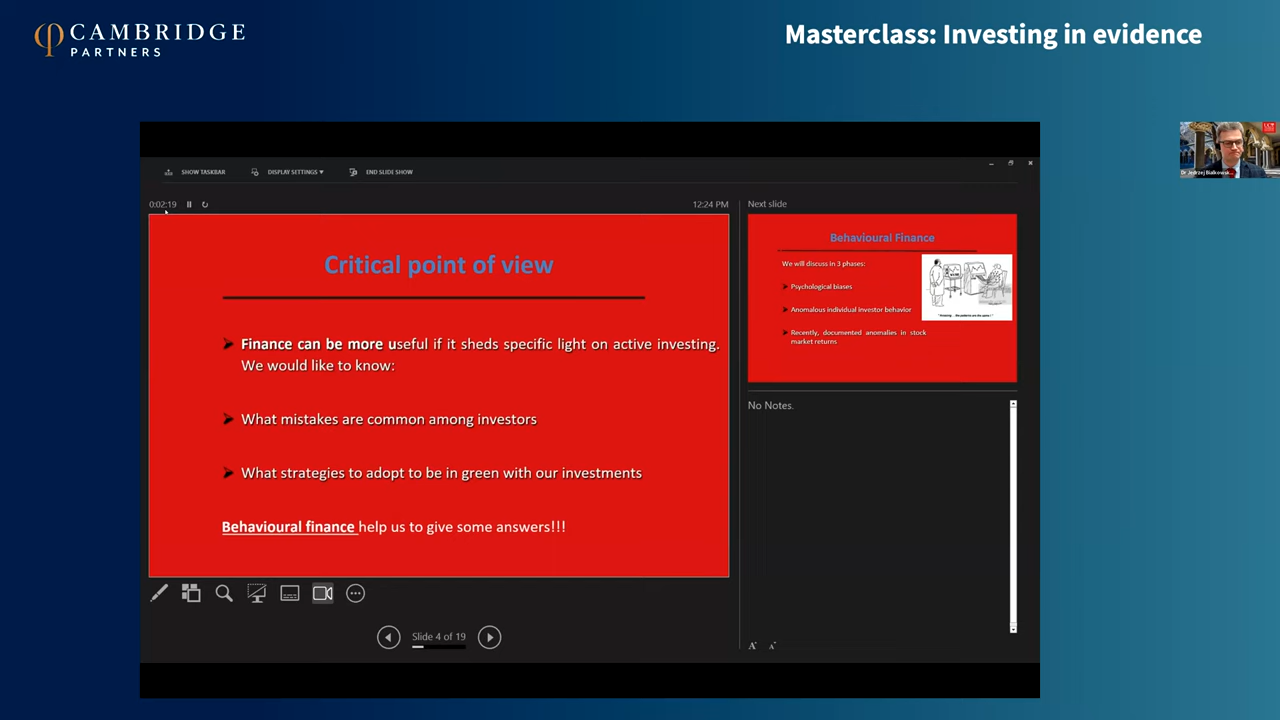 CAMBRIDGE
PARTNERS
Masterclass: Investing in evidence
Dr Jedrzej Bialkowsk...
SHOW TASKBAR
DISPLAY SETTINGS ▼
END SLIDE SHOW
0:02:19
12:24 PM
Critical point of view
Finance can be more useful if it sheds specific light on active investing.
We would like to know:
What mistakes are common among investors
What strategies to adopt to be in green with our investments
Behavioural finance help us to give some answers!!!
Next slide
Behavioural Finance
We will discuss in 3 phases:
Psychological biases
Anomalous individual investor behavior
Recently, documented anomalies in stock
market returns
No Notes.
Slide 4 of 19
A A